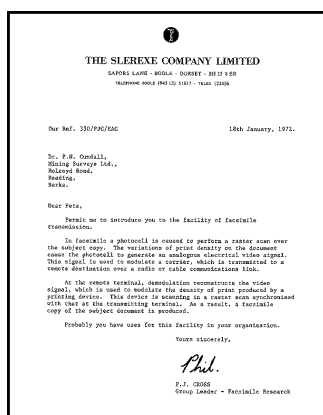 THE SLEREXE COMPANY LIMITED
SAPORS LANE - BOOLE - DORSET - BH 25 8 ER
TELEPHONE BOOLE (945 13) 51617 - TELEX 123456
Our Ref. 350/PJC/EAC
18th January, 1972.
Dr. P.N. Cundall,
Mining Surveys Ltd.,
Holroyd Road,
Reading,
Berks.
Dear Pete,
Permit me to introduce you to the facility of facsimile
transmission.
In facsimile a photocell is caused to perform a raster scan over
the subject copy. The variations of print density on the document
cause the photocell to generate an analogous electrical video signal.
This signal is used to modulate a carrier, which is transmitted to a
remote destination over a radio or cable communications link.
At the remote terminal, demodulation reconstructs the video
signal, which is used to modulate the density of print produced by a
printing device. This device is scanning in a raster scan synchronised
with that at the transmitting terminal. As a result, a facsimile
copy of the subject document is produced.
Probably you have uses for this facility in your organisation.
Yours sincerely,
Phil.
P.J. CROSS
Group Leader - Facsimile Research